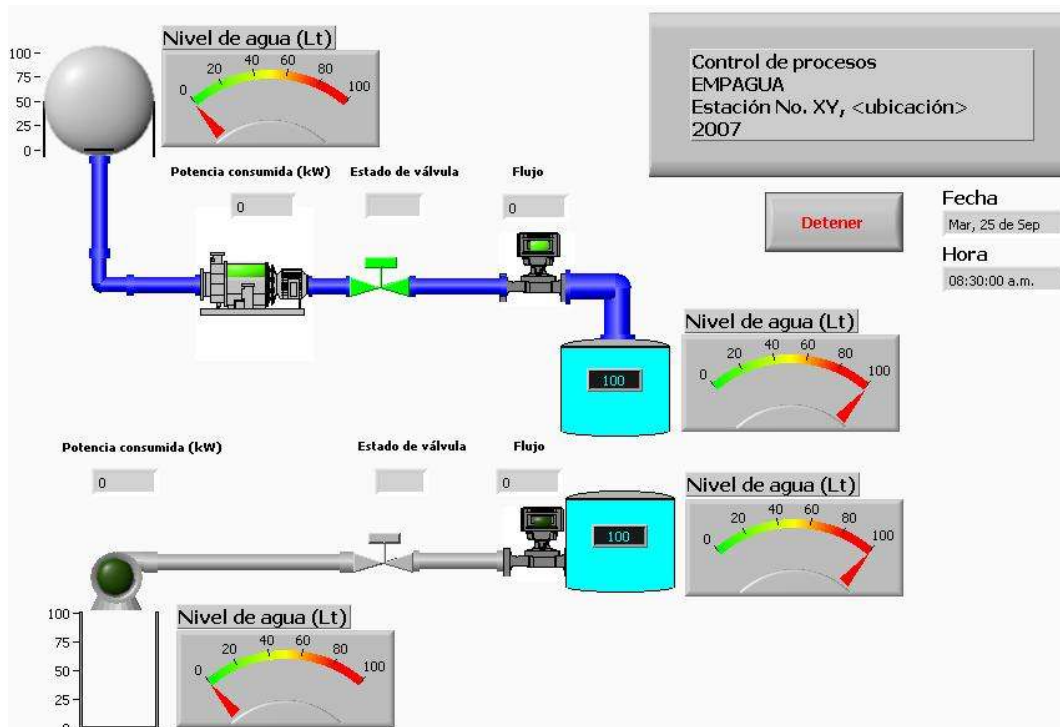 Nivel de agua (Lt)
100
75
50
25
0
0
20
40
60
80
100
Control de procesos
EMPAGUA
Estación No. XY, <ubicación>
2007
Potencia consumida (kW)
Estado de válvula
Flujo
0
0
Detener
Fecha
Mar, 25 de Sep
Hora
08:30:00 a.m.
Nivel de agua (Lt)
0
20
40
60
80
100
100
Potencia consumida (kW)
Estado de válvula
Flujo
0
0
Nivel de agua (Lt)
0
20
40
60
80
100
100
Nivel de agua (Lt)
100
75
50
25
0
0
20
40
60
80
100